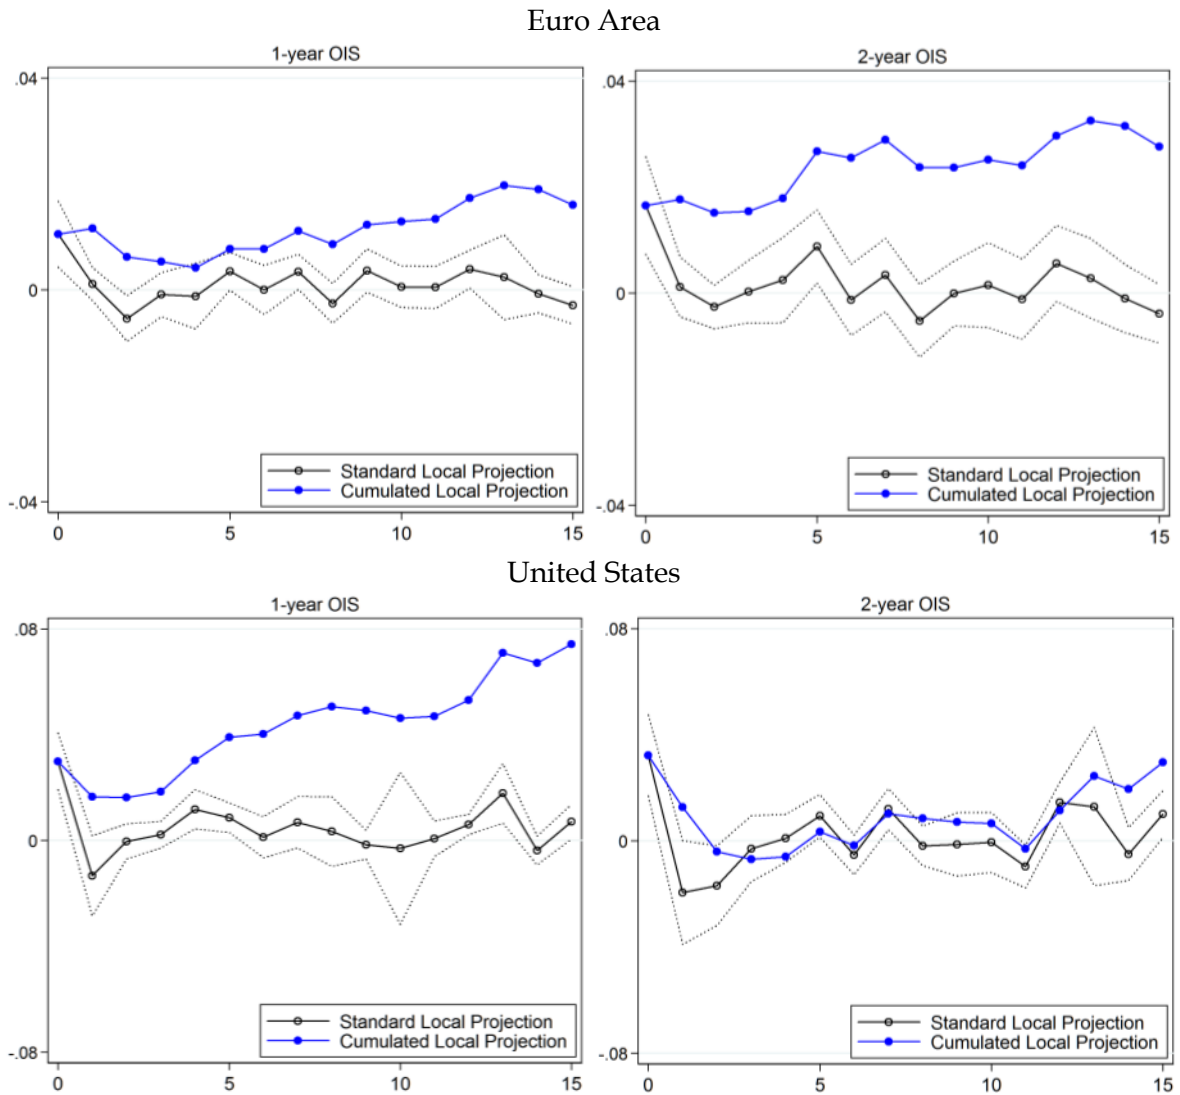 Euro Area
1-year OIS
.04
0
-.04
Standard Local Projection
Cumulated Local Projection
0 5 10 15
2-year OIS
.04
0
-.04
Standard Local Projection
Cumulated Local Projection
0 5 10 15
United States
1-year OIS
.08
0
-.08
Standard Local Projection
Cumulated Local Projection
0 5 10 15
2-year OIS
.08
0
-.08
Standard Local Projection
Cumulated Local Projection
0 5 10 15